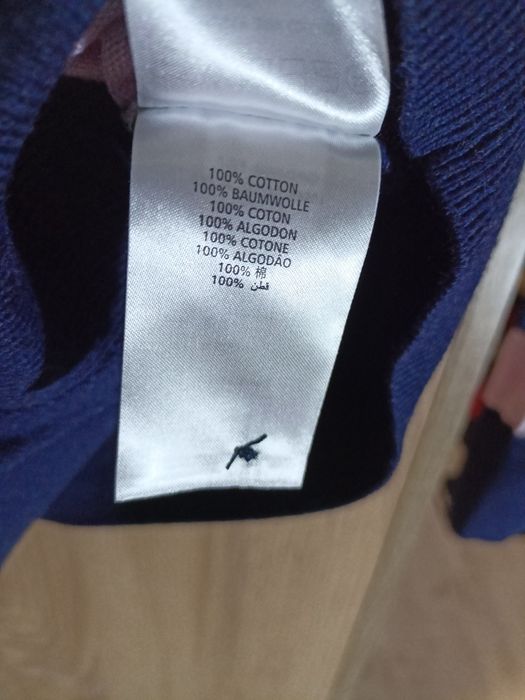 100% COTTON
100% BAUMWOLLE
100% COTON
100% ALGODON
100% COTONE
100% ALGODÃO
100% 棉
100% قطن